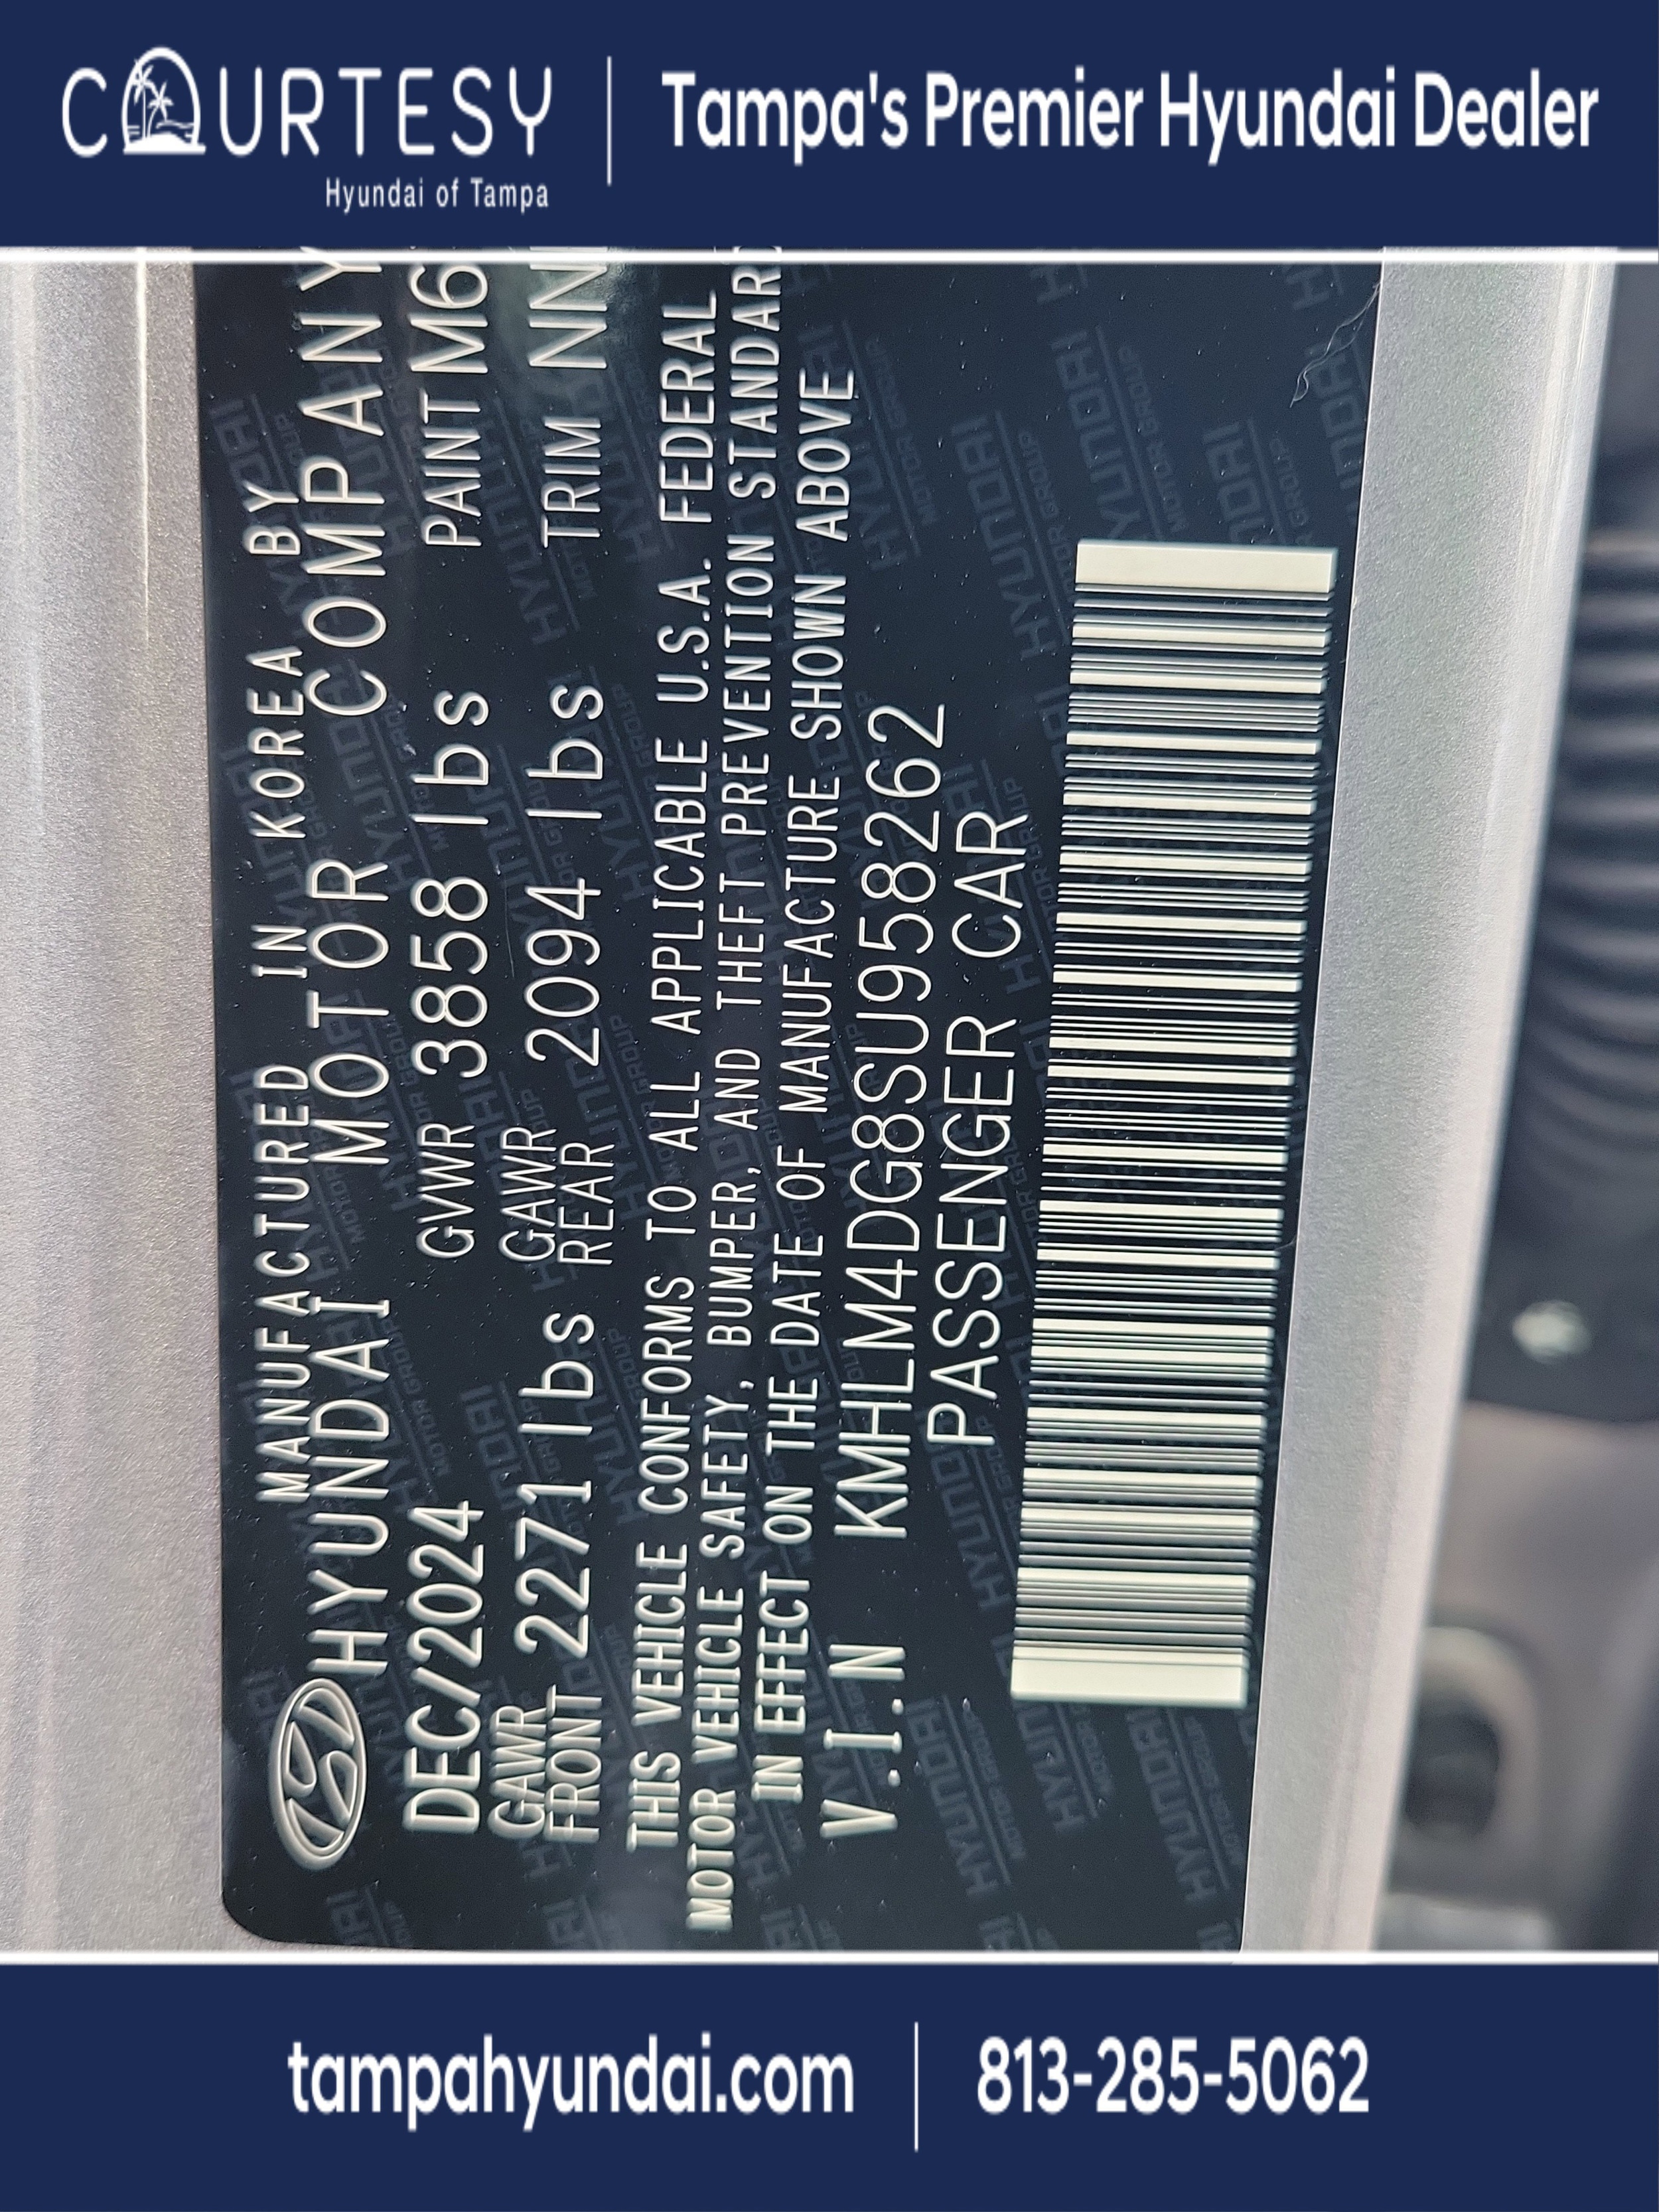 COURTESY
Hyundai of Tampa
Tampa's Premier Hyundai Dealer
MANUFACTURED IN KOREA BY
HYUNDAI MOTOR COMPANY
DEC/2024 GVWR 3858 lbs PAINT M6
GAWR FRONT 2271 lbs GAWR REAR 2094 lbs TRIM NN
THIS VEHICLE CONFORMS TO ALL APPLICABLE U.S.A. FEDERAL
MOTOR VEHICLE SAFETY, BUMPER, AND THEFT PREVENTION STANDARD
IN EFFECT ON THE DATE OF MANUFACTURE SHOWN ABOVE
V.I.N KMHLM4DG8SU958262
PASSENGER CAR
tampahyundai.com
813-285-5062